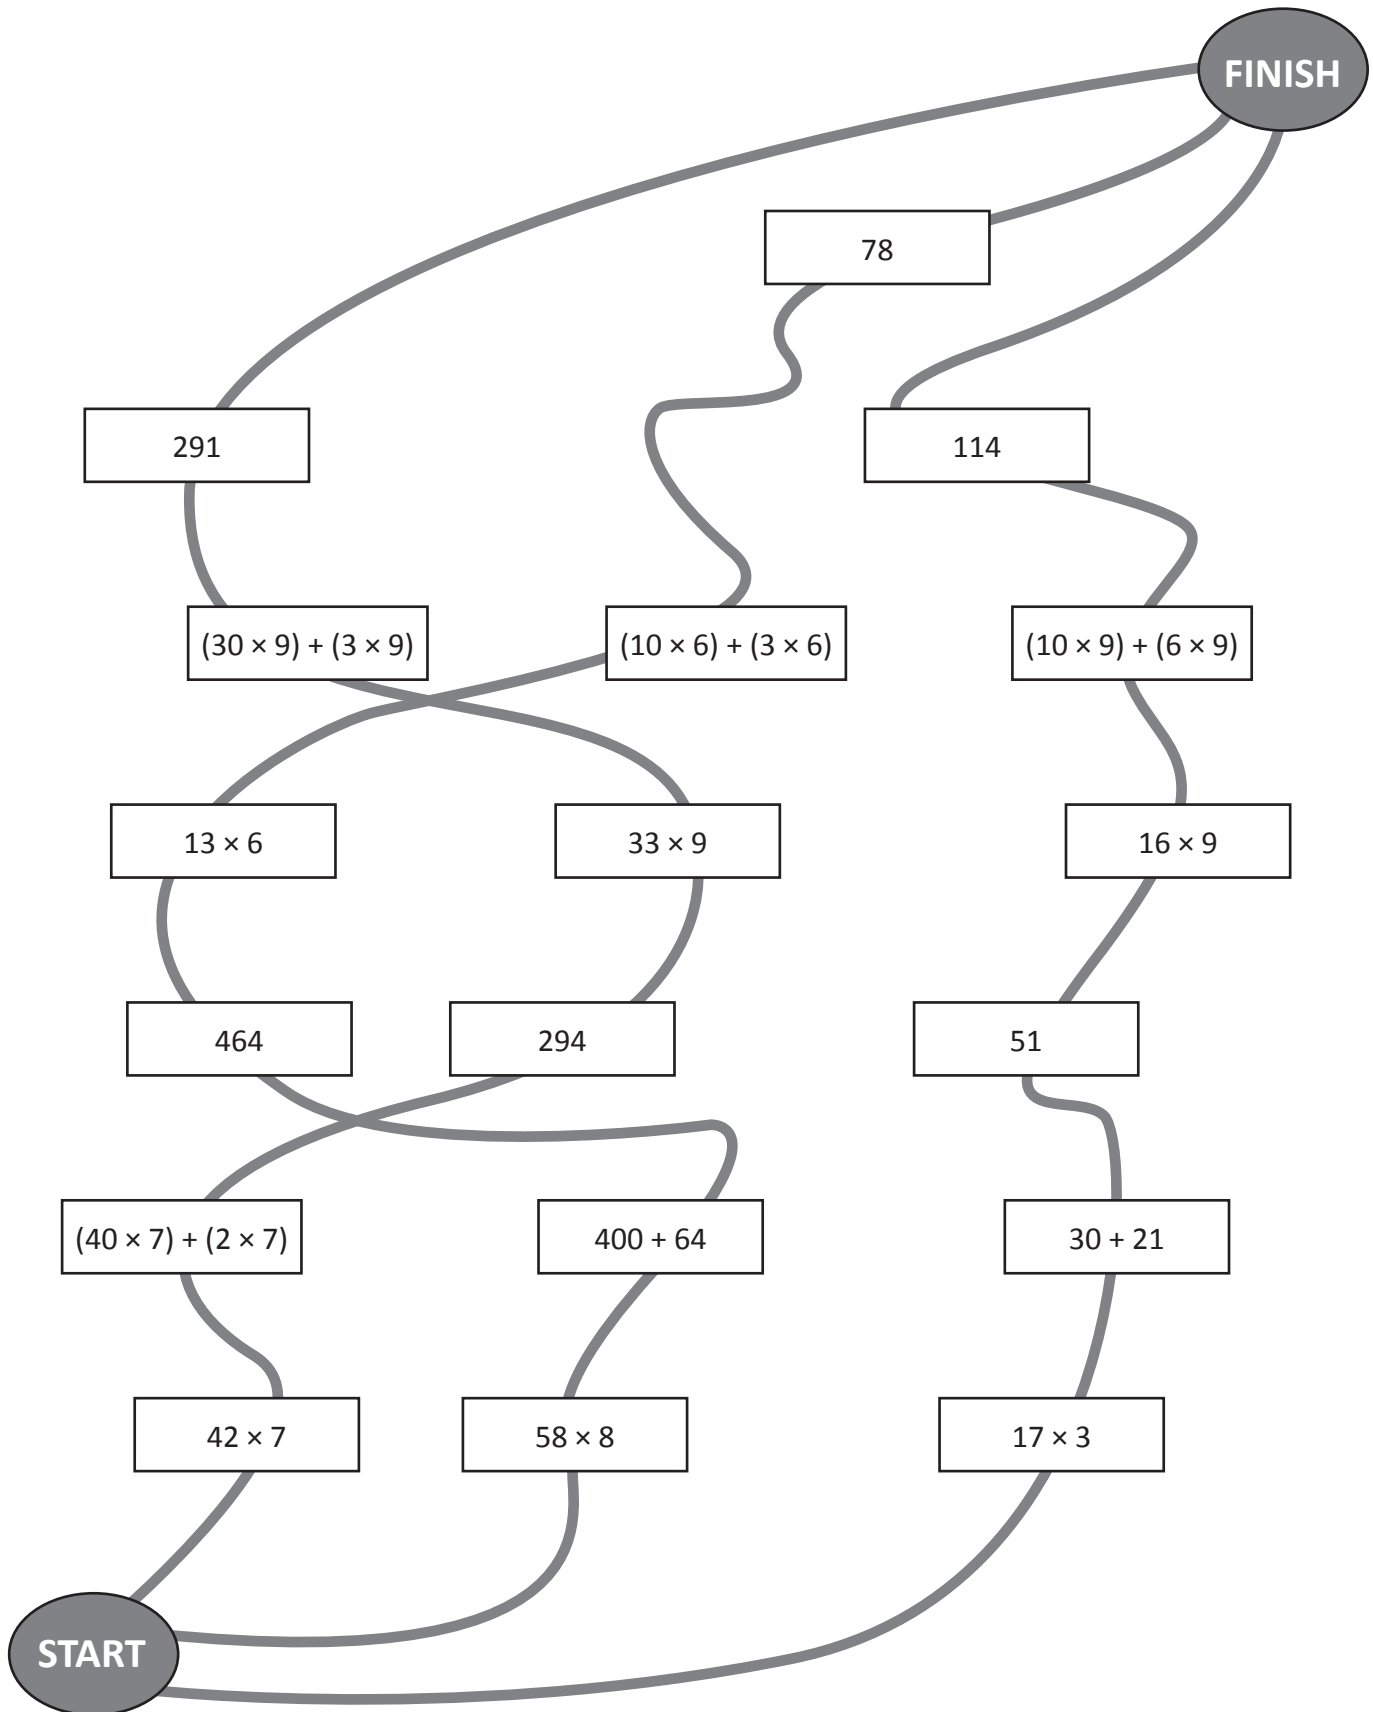 FINISH
78
291
114
(30 × 9) + (3 × 9)
(10 × 6) + (3 × 6)
(10 × 9) + (6 × 9)
13 × 6
33 × 9
16 × 9
464
294
51
(40 × 7) + (2 × 7)
400 + 64
30 + 21
42 × 7
58 × 8
17 × 3
START